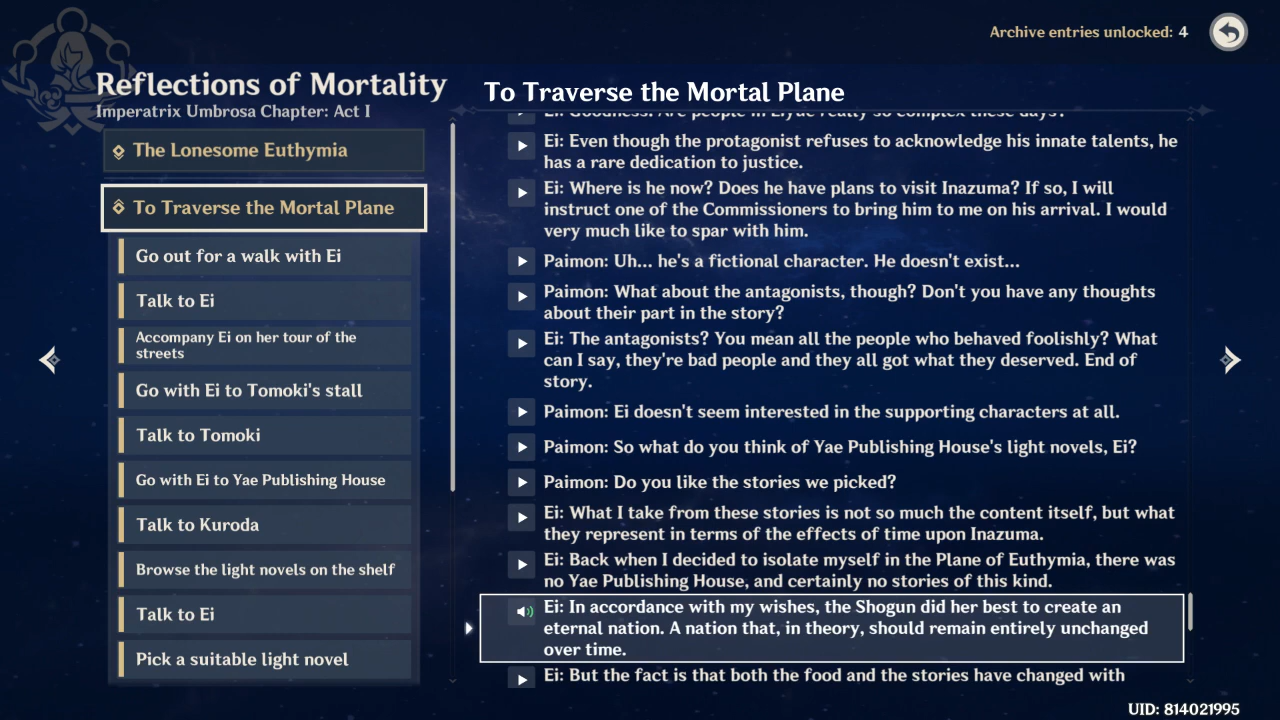 Archive entries unlocked: 4
Reflections of Mortality
Imperatrix Umbrosa Chapter: Act I
The Lonesome Euthymia
To Traverse the Mortal Plane
Go out for a walk with Ei
Talk to Ei
Accompany Ei on her tour of the
streets
Go with Ei to Tomoki's stall
Talk to Tomoki
Go with Ei to Yae Publishing House
Talk to Kuroda
Browse the light novels on the shelf
Talk to Ei
Pick a suitable light novel
To Traverse the Mortal Plane
Ei: Goodness! Are people in Liyue really so complex these days?
Ei: Even though the protagonist refuses to acknowledge his innate talents, he
has a rare dedication to justice.
Ei: Where is he now? Does he have plans to visit Inazuma? If so, I will
instruct one of the Commissioners to bring him to me on his arrival. I would
very much like to spar with him.
Paimon: Uh... he's a fictional character. He doesn't exist...
Paimon: What about the antagonists, though? Don't you have any thoughts
about their part in the story?
Ei: The antagonists? You mean all the people who behaved foolishly? What
can I say, they're bad people and they all got what they deserved. End of
story.
Paimon: Ei doesn't seem interested in the supporting characters at all.
Paimon: So what do you think of Yae Publishing House's light novels, Ei?
Paimon: Do you like the stories we picked?
Ei: What I take from these stories is not so much the content itself, but what
they represent in terms of the effects of time upon Inazuma.
Ei: Back when I decided to isolate myself in the Plane of Euthymia, there was
no Yae Publishing House, and certainly no stories of this kind.
Ei: In accordance with my wishes, the Shogun did her best to create an
eternal nation. A nation that, in theory, should remain entirely unchanged
over time.
Ei: But the fact is that both the food and the stories have changed with
UID: 814021995